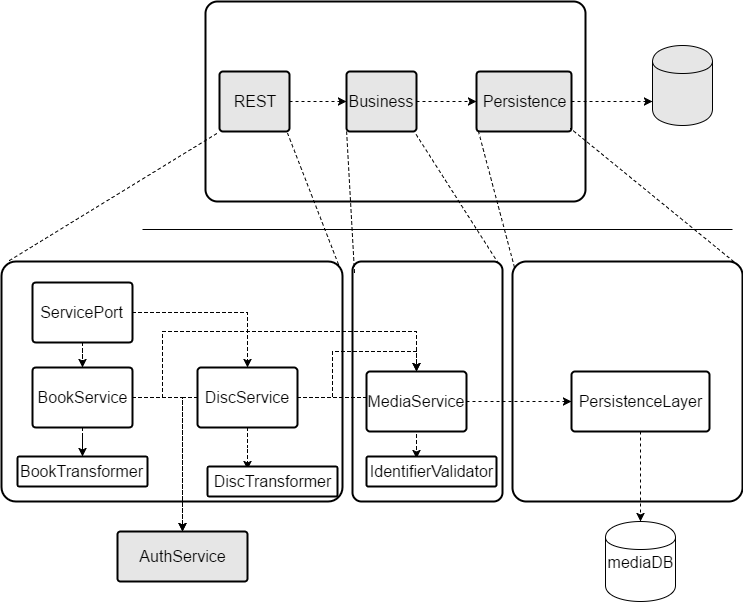 REST
Business
Persistence
ServicePort
BookService
DiscService
MediaService
PersistenceLayer
BookTransformer
DiscTransformer
IdentifierValidator
AuthService
mediaDB